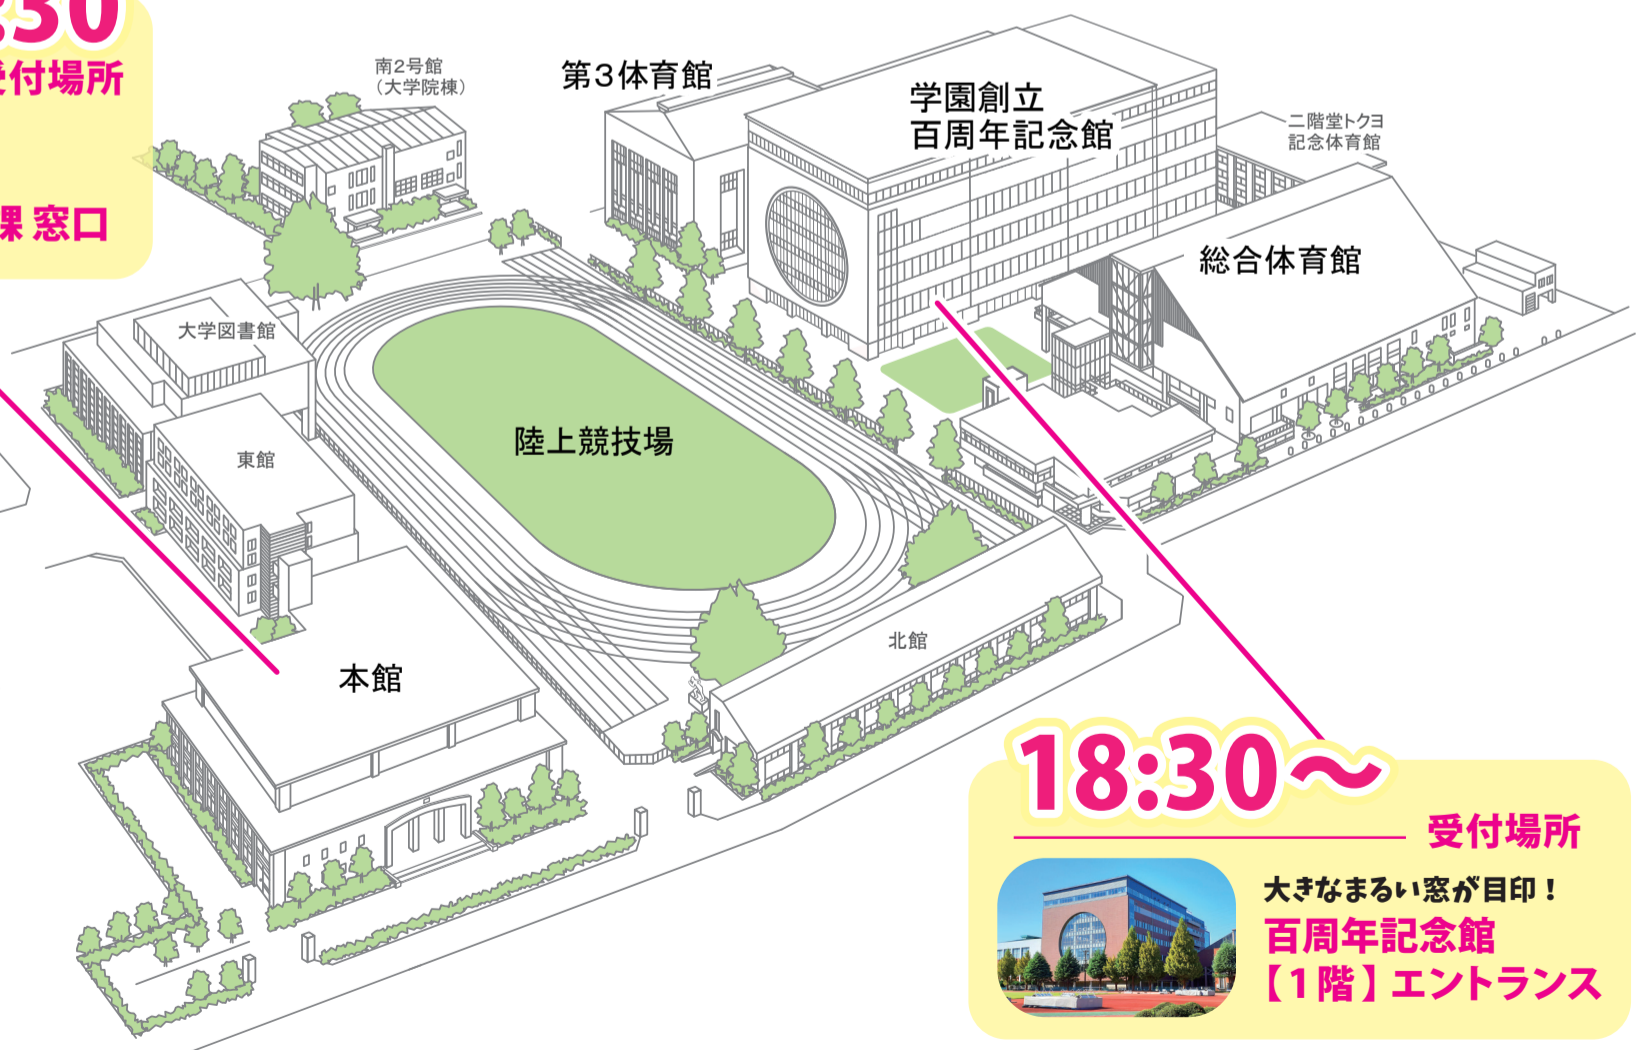 :30
受付場所
課 窓口
南2号館
（大学院棟）
第3体育館
学園創立
百周年記念館
二階堂トクヨ
記念体育館
総合体育館
大学図書館
東館
陸上競技場
本館
北館
18:30～
受付場所
大きなまるい窓が目印！
百周年記念館
【1階】エントランス